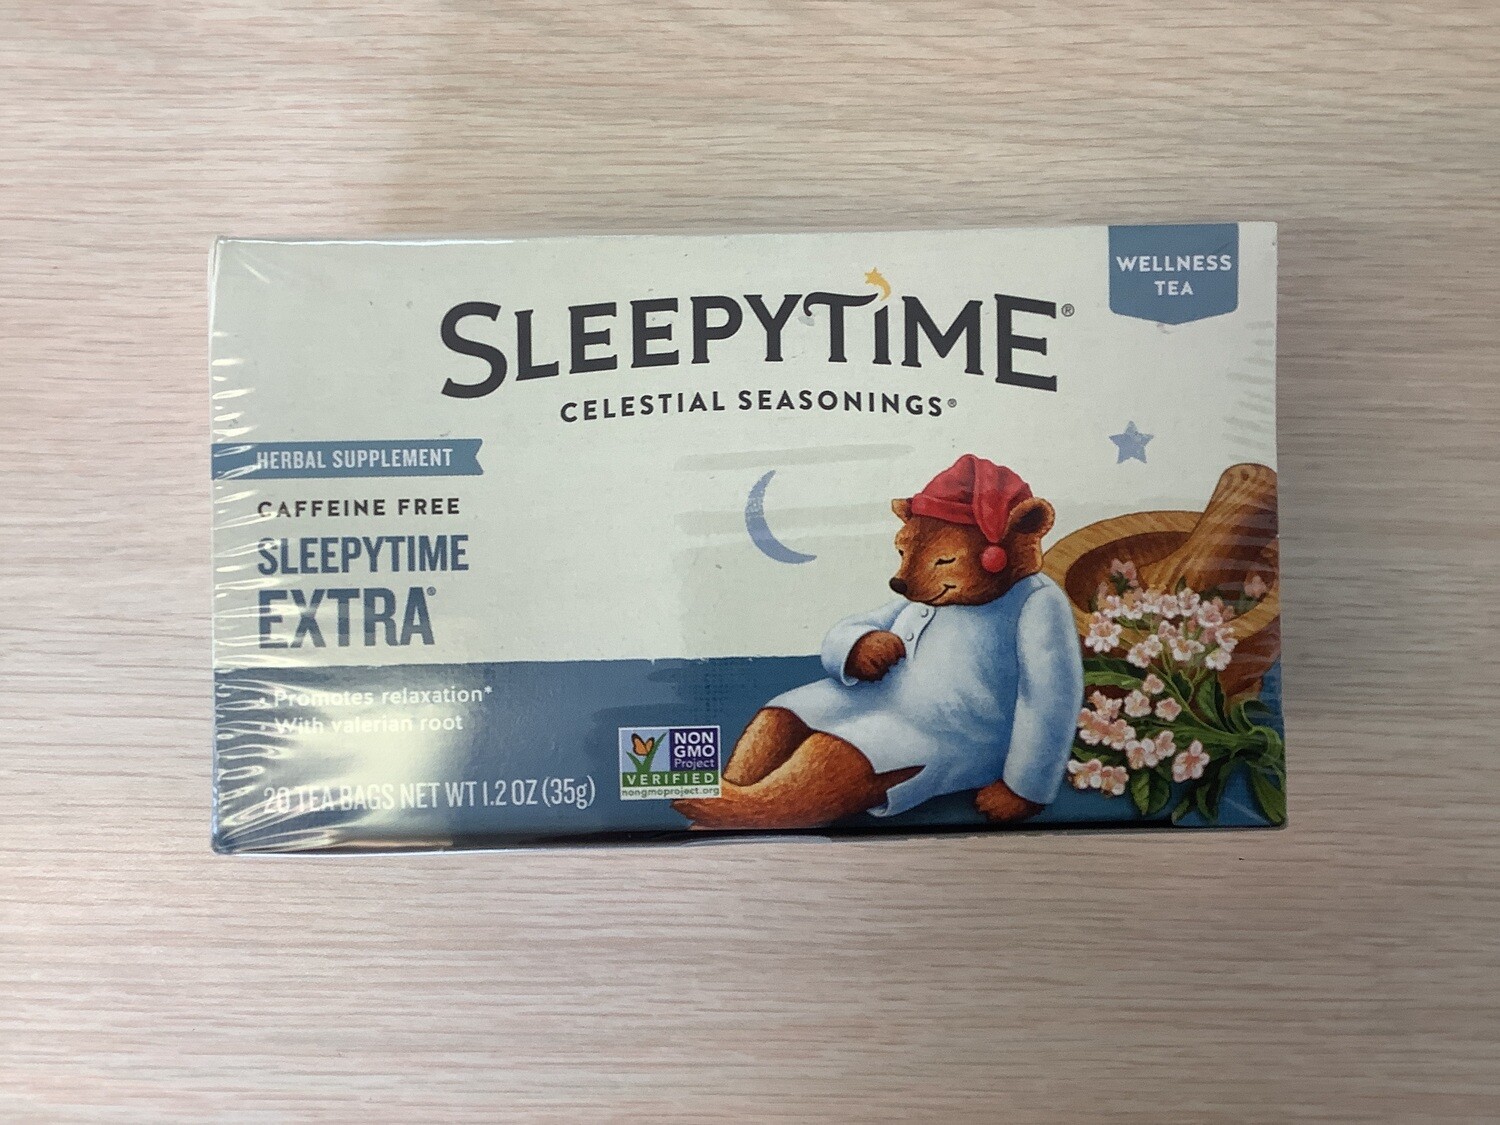 WELLNESS
TEA
SLEEPYTIME®
CELESTIAL SEASONINGS®
HERBAL SUPPLEMENT
CAFFEINE FREE
SLEEPYTIME
EXTRA®
• Promotes relaxation*
• With valerian root
20 TEA BAGS NET WT 1.2 OZ (35g)
NON
GMO
Project
VERIFIED
nongmoproject.org